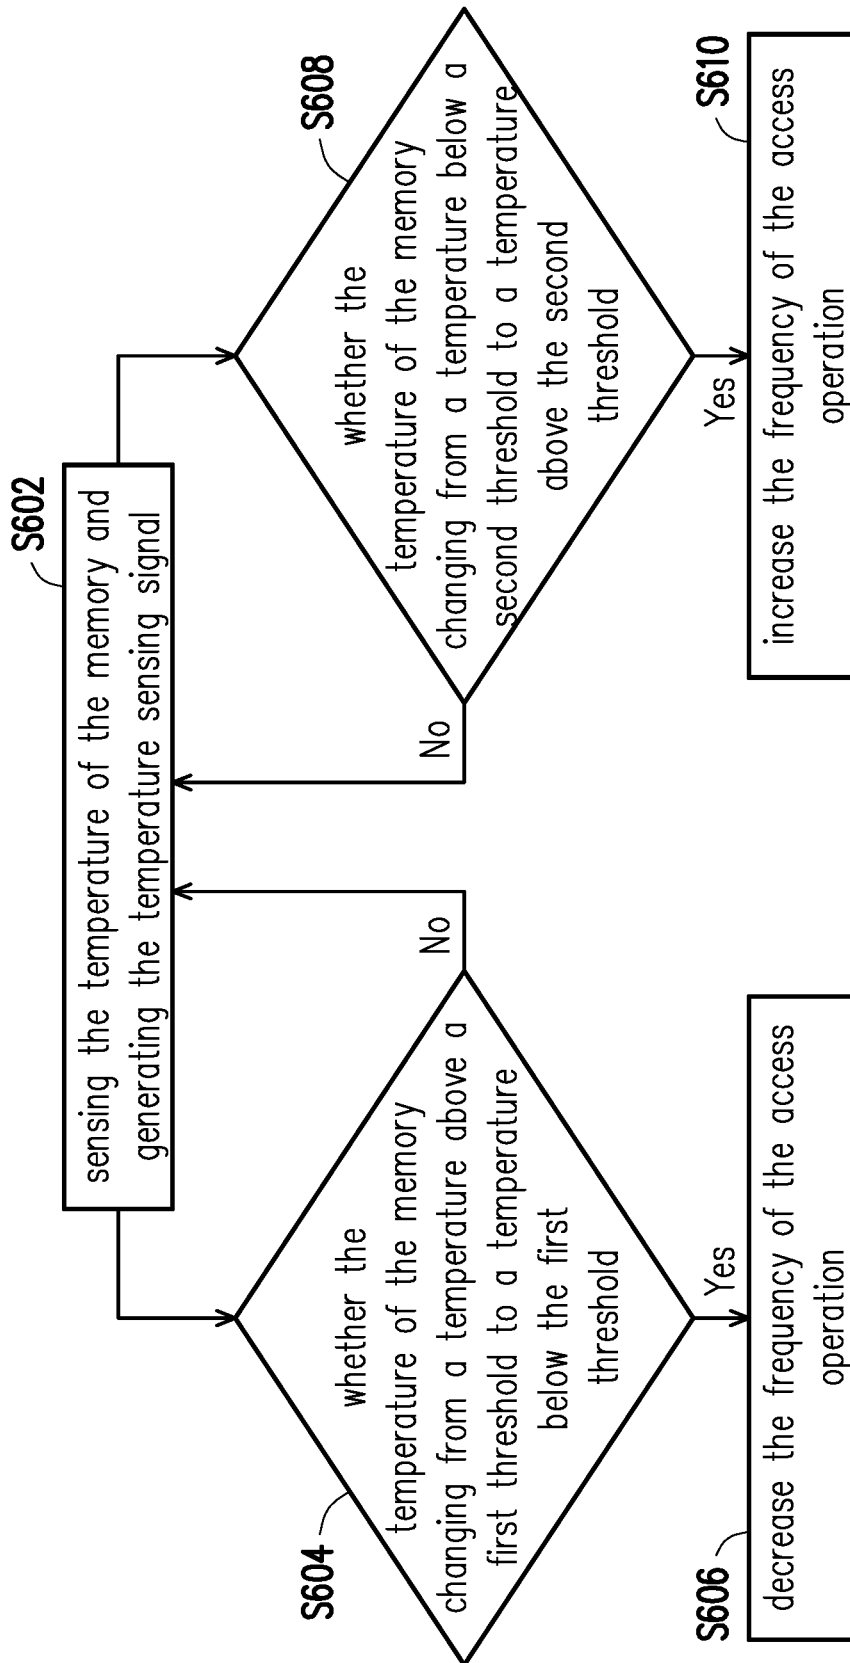 S602
sensing the temperature of the memory and
generating the temperature sensing signal
S604
whether the
temperature of the memory
changing from a temperature above a
first threshold to a temperature
below the first
threshold
No
Yes
S606
decrease the frequency of the access
operation
S608
whether the
temperature of the memory
changing from a temperature below a
second threshold to a temperature
above the second
threshold
No
Yes
S610
increase the frequency of the access
operation